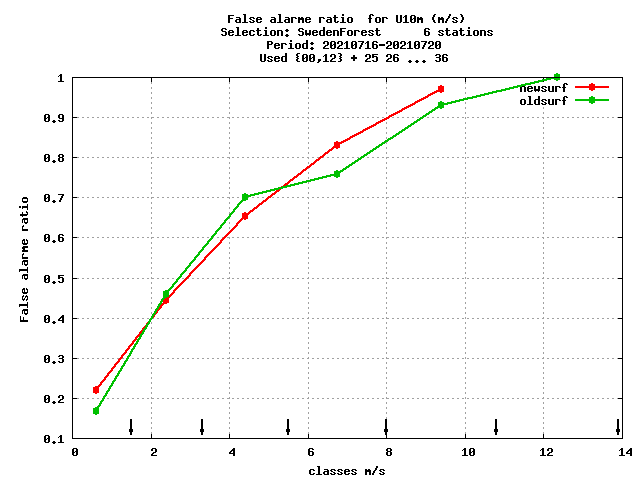 False alarme ratio  for U10m (m/s)
Selection: SwedenForest      6 stations
Period: 20210716-20210720
Used {00,12} + 25 26 ... 36
newsurf
oldsurf
1
0.9
0.8
0.7
0.6
0.5
0.4
0.3
0.2
0.1
False alarme ratio
0 2 4 6 8 10 12 14
classes m/s